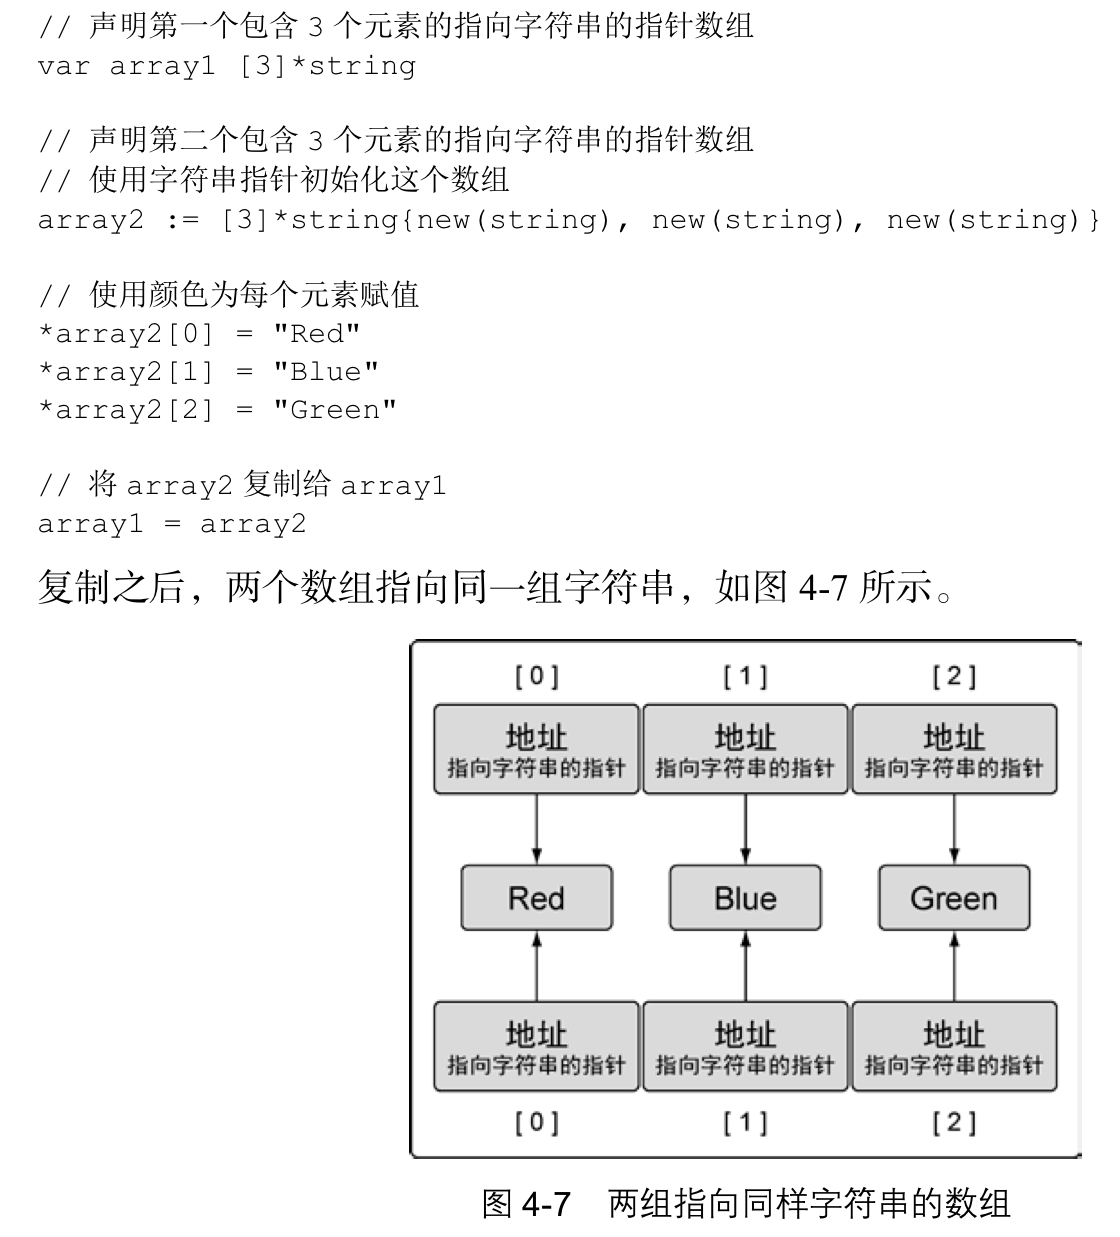 // 声明第一个包含 3 个元素的指向字符串的指针数组
var array1 [3]*string
// 声明第二个包含 3 个元素的指向字符串的指针数组
// 使用字符串指针初始化这个数组
array2 := [3]*string{new(string), new(string), new(string)}
// 使用颜色为每个元素赋值
*array2[0] = "Red"
*array2[1] = "Blue"
*array2[2] = "Green"
// 将 array2 复制给 array1
array1 = array2
复制之后，两个数组指向同一组字符串，如图 4-7 所示。
[0] [1] [2]
地址 地址 地址
指向字符串的指针 指向字符串的指针 指向字符串的指针
Red Blue Green
地址 地址 地址
指向字符串的指针 指向字符串的指针 指向字符串的指针
[0] [1] [2]
图 4-7 两组指向同样字符串的数组